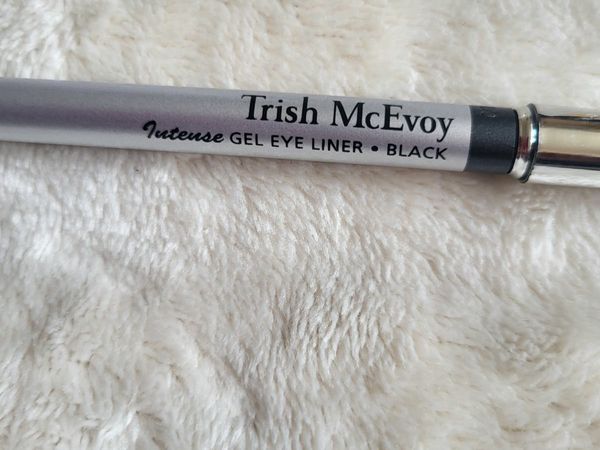 Trish McEvoy
Intense GEL EYE LINER • BLACK